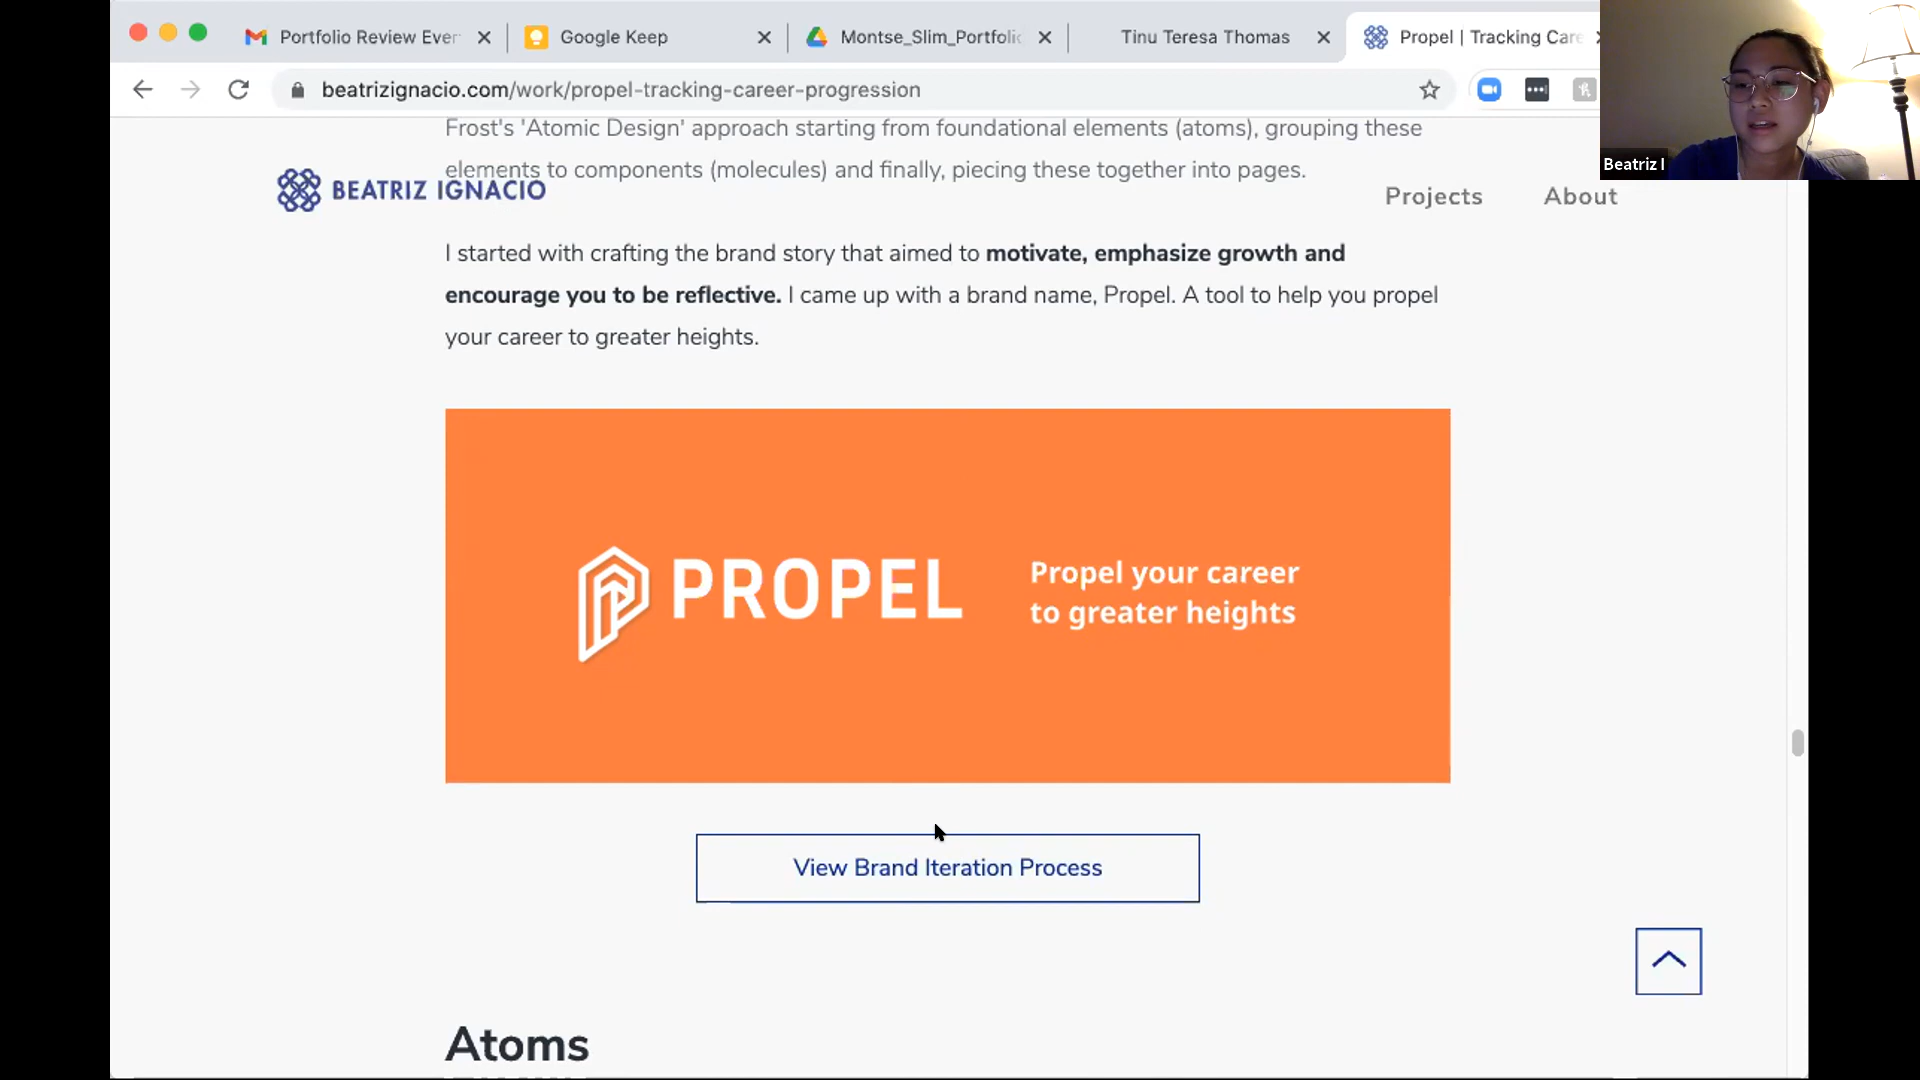 Portfolio Review Ever
Google Keep
Montse_Slim_Portfolio
Tinu Teresa Thomas
Propel | Tracking Care
beatrizignacio.com/work/propel-tracking-career-progression
Beatriz I
Frost's 'Atomic Design' approach starting from foundational elements (atoms), grouping these
elements to components (molecules) and finally, piecing these together into pages.
BEATRIZ IGNACIO
Projects
About
I started with crafting the brand story that aimed to motivate, emphasize growth and
encourage you to be reflective. I came up with a brand name, Propel. A tool to help you propel
your career to greater heights.
PROPEL
Propel your career
to greater heights
View Brand Iteration Process
Atoms